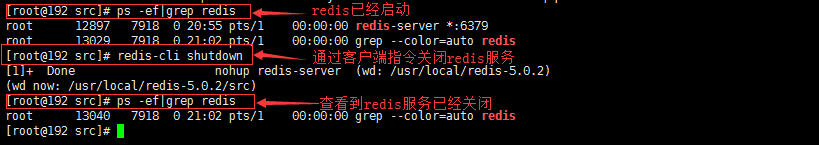 [root@192 src]# ps -ef|grep redis redis已经启动
root 12897 7918 0 20:55 pts/1 00:00:00 redis-server *:6379
root 13029 7918 0 21:02 pts/1 00:00:00 grep --color=auto redis
[root@192 src]# redis-cli shutdown 通过客户端指令关闭redis服务
[1]+ Done nohup redis-server (wd: /usr/local/redis-5.0.2)
(wd now: /usr/local/redis-5.0.2/src)
[root@192 src]# ps -ef|grep redis 查看到redis服务已经关闭
root 13040 7918 0 21:02 pts/1 00:00:00 grep --color=auto redis
[root@192 src]#